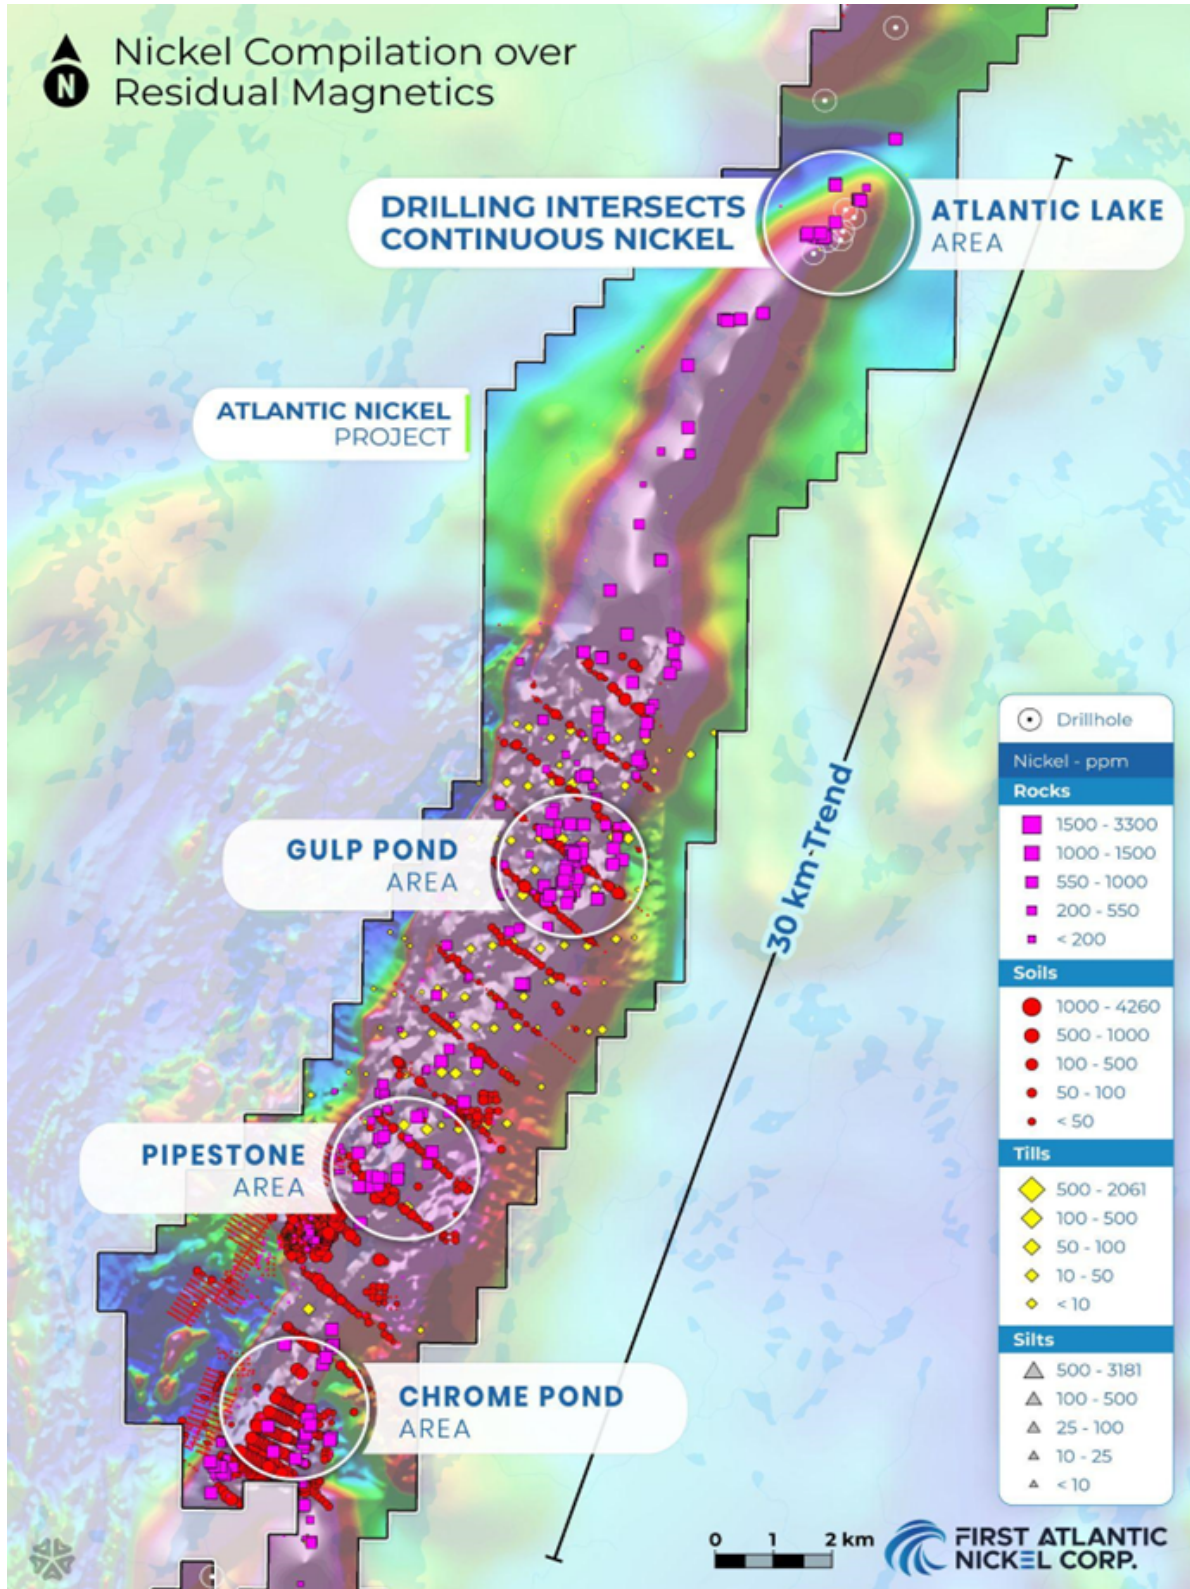 Nickel Compilation over
Residual Magnetics
N
DRILLING INTERSECTS
CONTINUOUS NICKEL
ATLANTIC LAKE
AREA
ATLANTIC NICKEL
PROJECT
GULP POND
AREA
PIPESTONE
AREA
CHROME POND
AREA
30 km-Trend
Drillhole
Nickel - ppm
Rocks
1500 - 3300
1000 - 1500
550 - 1000
200 - 550
< 200
Soils
1000 - 4260
500 - 1000
100 - 500
50 - 100
< 50
Tills
500 - 2061
100 - 500
50 - 100
10 - 50
< 10
Silts
500 - 3181
100 - 500
25 - 100
10 - 25
< 10
0 1 2 km
FIRST ATLANTIC
NICKEL CORP.